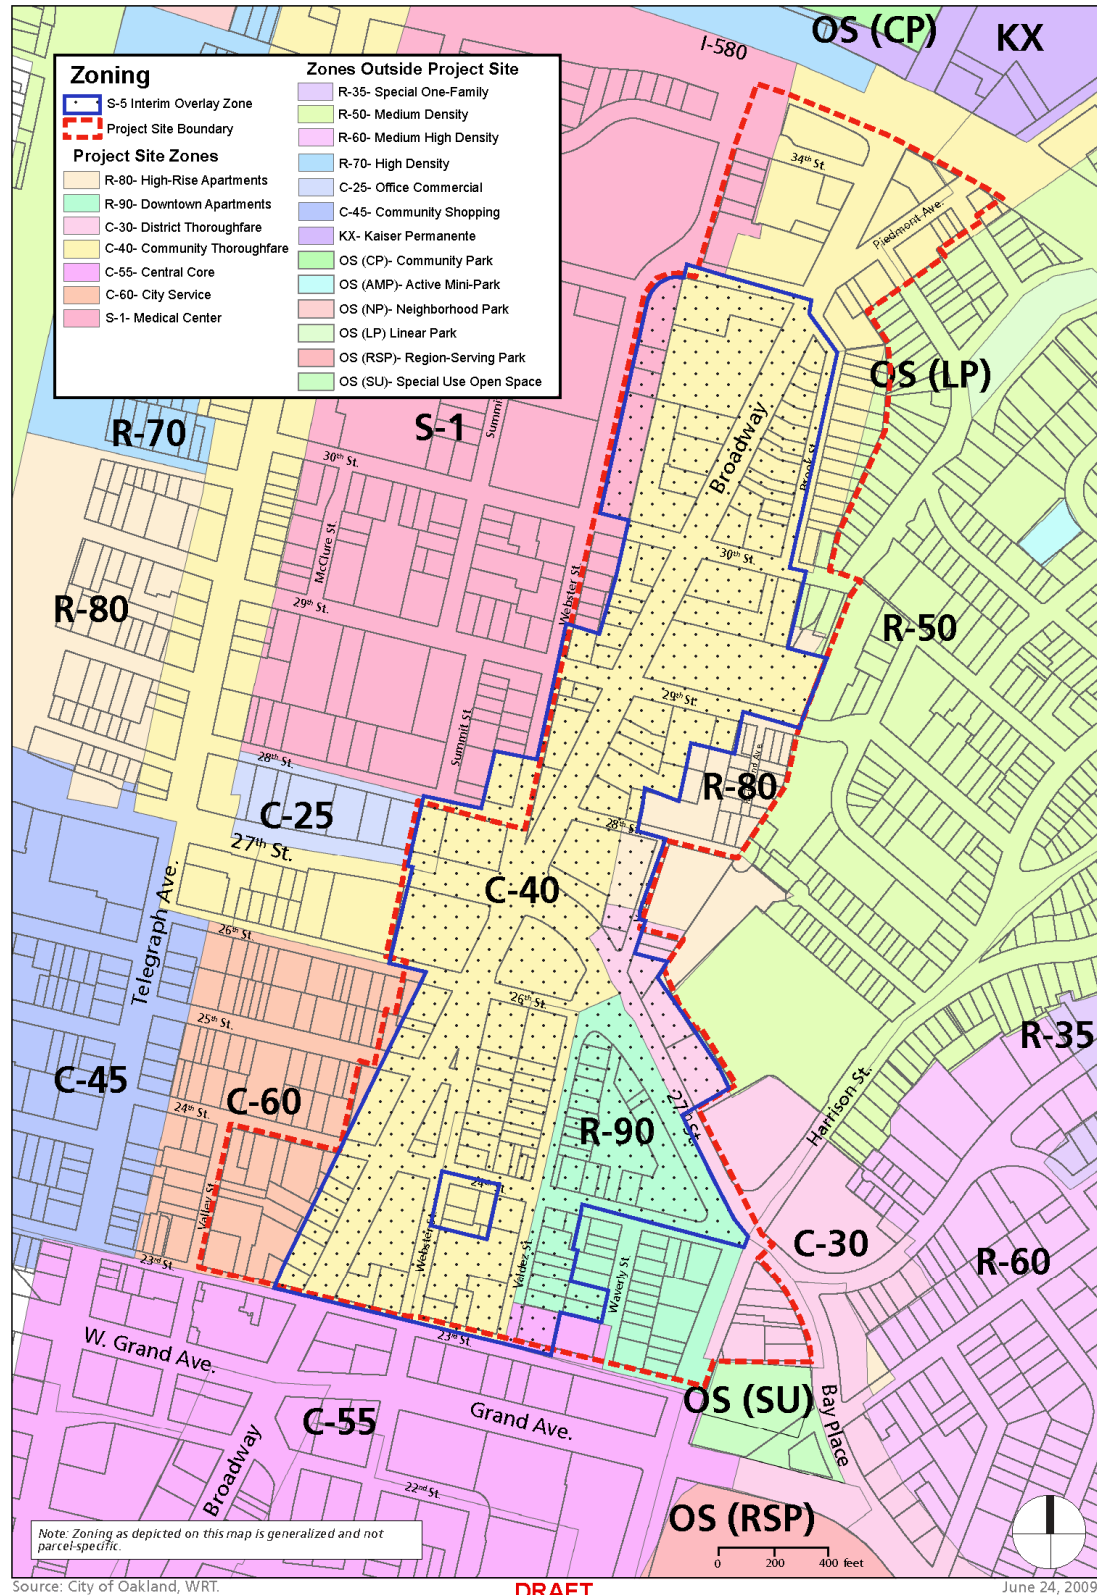 Zoning
S-5 Interim Overlay Zone
Project Site Boundary
Project Site Zones
R-80- High-Rise Apartments
R-90- Downtown Apartments
C-30- District Thoroughfare
C-40- Community Thoroughfare
C-55- Central Core
C-60- City Service
S-1- Medical Center
Zones Outside Project Site
R-35- Special One-Family
R-50- Medium Density
R-60- Medium High Density
R-70- High Density
C-25- Office Commercial
C-45- Community Shopping
KX- Kaiser Permanente
OS (CP)- Community Park
OS (AMP)- Active Mini-Park
OS (NP)- Neighborhood Park
OS (LP) Linear Park
OS (RSP)- Region-Serving Park
OS (SU)- Special Use Open Space
I-580
OS (CP)
KX
34th St.
Piedmont Ave.
OS (LP)
R-70
S-1
Summit
30th St.
Broadway
Brook St.
McClure St.
30th St.
Webster St.
29th St.
R-80
R-50
29th St.
Summit St.
28th St.
R-80
Ave
C-25
28th St.
27th St.
C-40
Telegraph Ave.
26th St.
26th St.
25th St.
R-35
C-45
C-60
24th St.
R-90
27th St.
Harrison St.
24th St.
Valley St.
Webster St.
Valdez St.
Waverly St.
C-30
R-60
23rd St.
23rd St.
W. Grand Ave.
C-55
Grand Ave.
OS (SU)
Bay Place
Broadway
22nd St.
OS (RSP)
Note: Zoning as depicted on this map is generalized and not
parcel-specific.
0 200 400 feet
Source: City of Oakland, WRT.
DRAFT
June 24, 2009